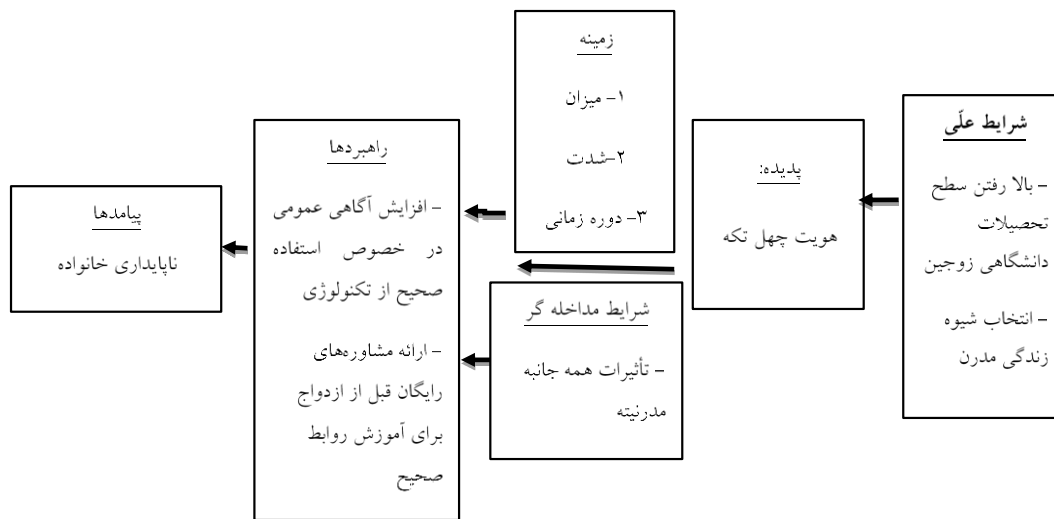 شرایط علّی
- بالا رفتن سطح
تحصیلات
دانشگاهی زوجین
- انتخاب شیوه
زندگی مدرن
پدیده:
هویت چهل تکه
زمینه
۱- میزان
۲-شدت
۳- دوره زمانی
شرایط مداخله گر
- تأثیرات همه جانبه
مدرنیته
راهبردها
- افزایش آگاهی عمومی
در خصوص استفاده
صحیح از تکنولوژی
- ارائه مشاوره‌های
رایگان قبل از ازدواج
برای آموزش روابط
صحیح
پیامدها
ناپایداری خانواده